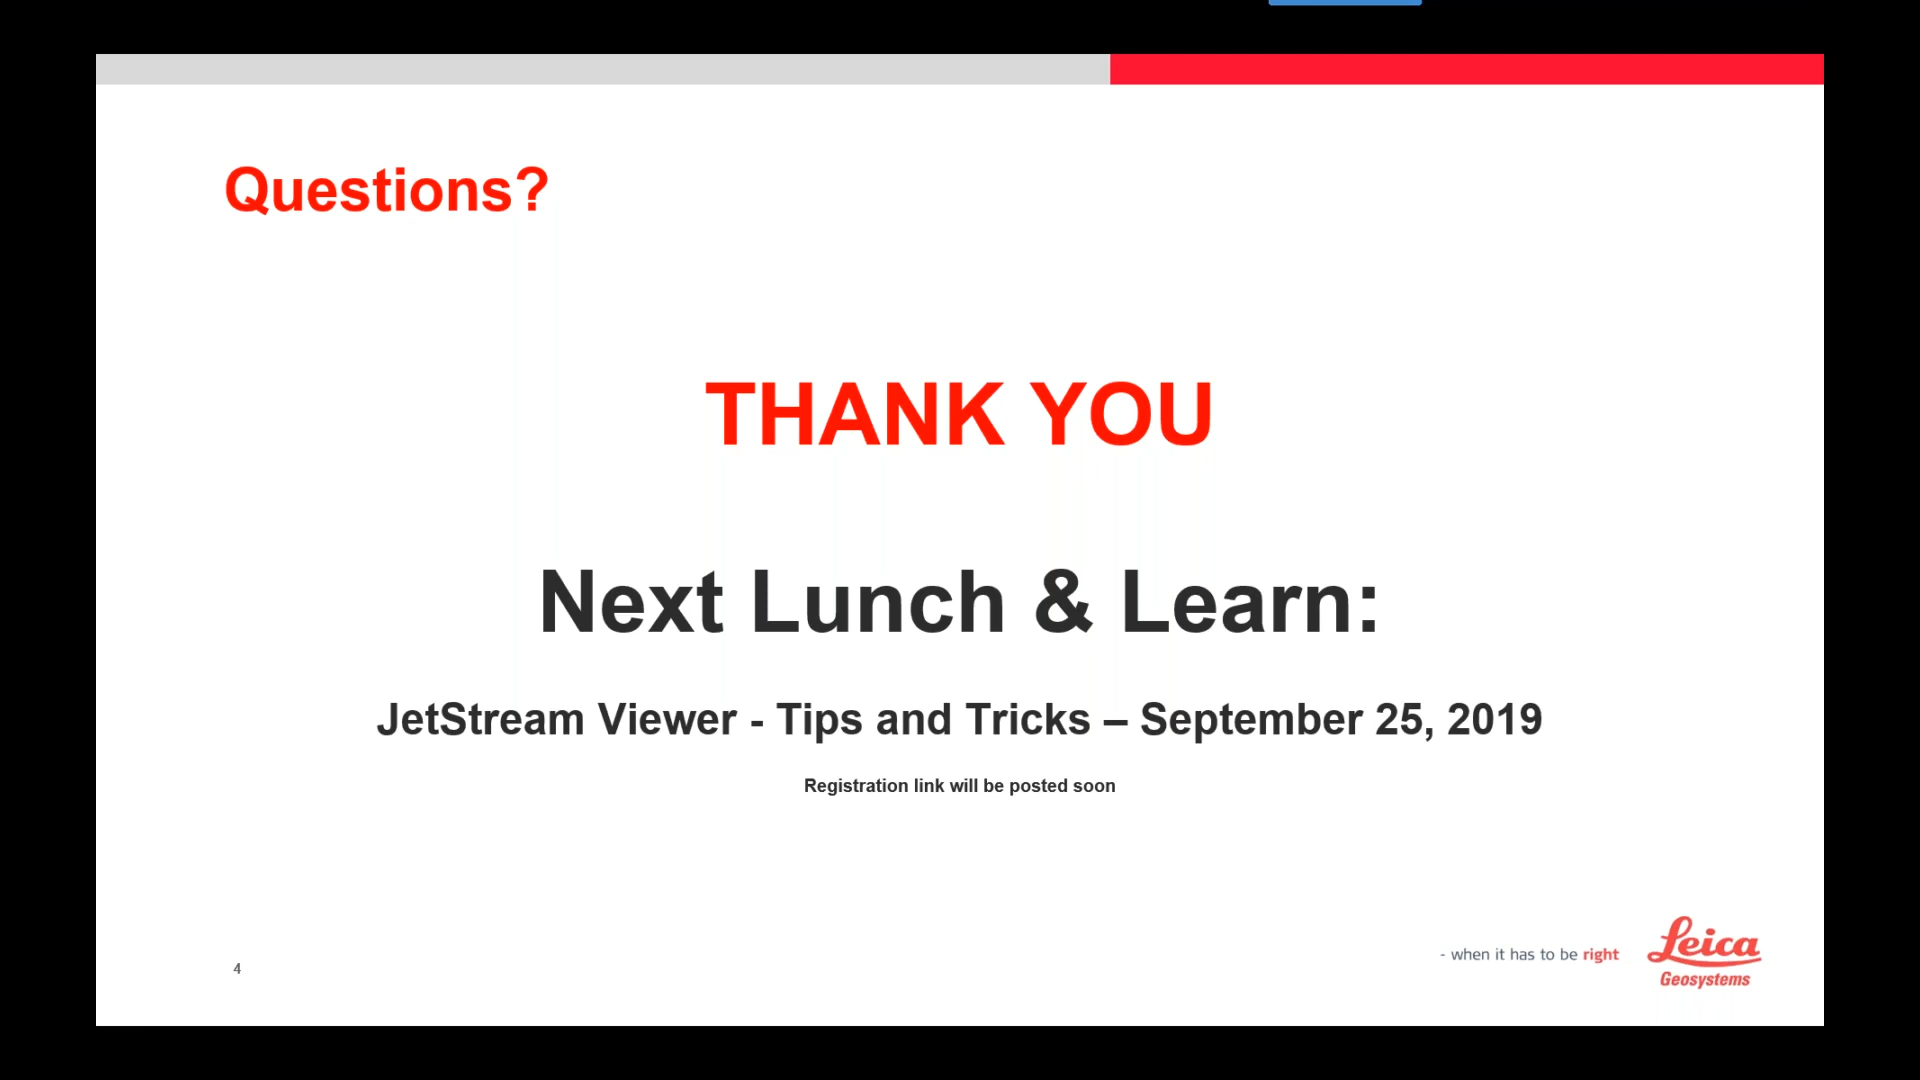 Questions?
THANK YOU
Next Lunch & Learn:
JetStream Viewer - Tips and Tricks – September 25, 2019
Registration link will be posted soon
4
- when it has to be right
Leica
Geosystems